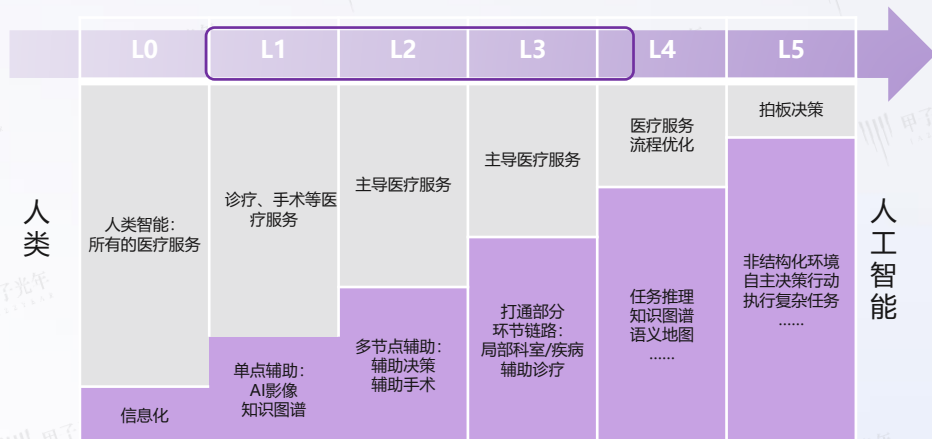 L0
L1
L2
L3
L4
L5
人类
人类智能：
所有的医疗服务
信息化
诊疗、手术等医
疗服务
单点辅助：
AI影像
知识图谱
主导医疗服务
多节点辅助：
辅助决策
辅助手术
主导医疗服务
打通部分
环节链路：
局部科室/疾病
辅助诊疗
医疗服务
流程优化
任务推理
知识图谱
语义地图
......
拍板决策
非结构化环境
自主决策行动
执行复杂任务
......
人工智能